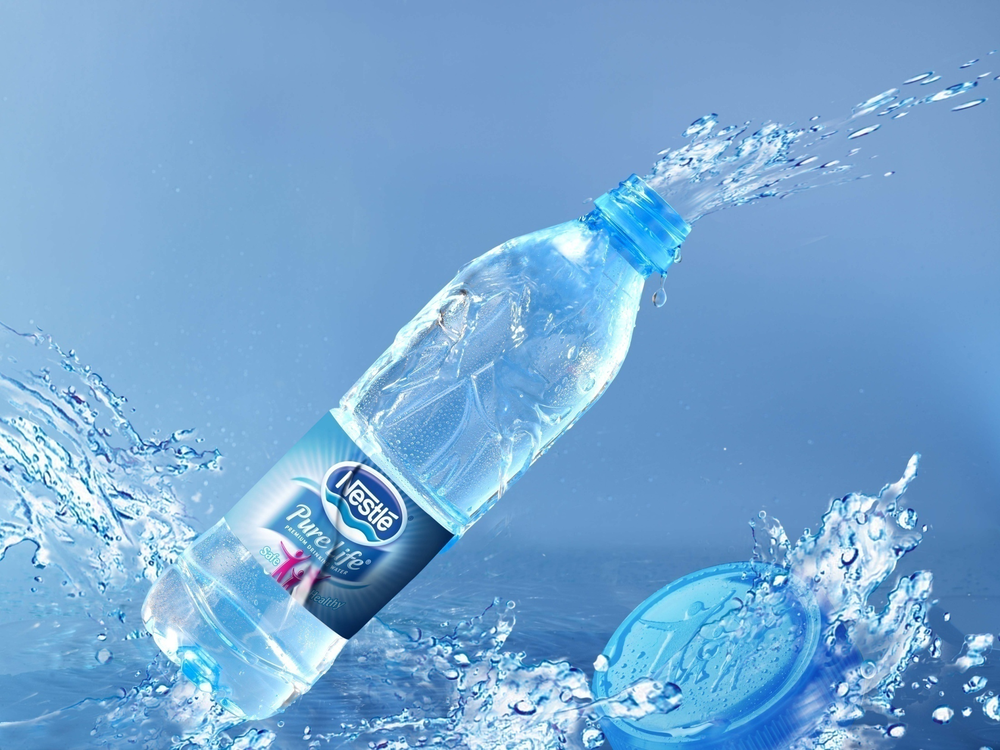 Nestlé ®
Pure Life®
PREMIUM DRINKING WATER
Safe
Healthy